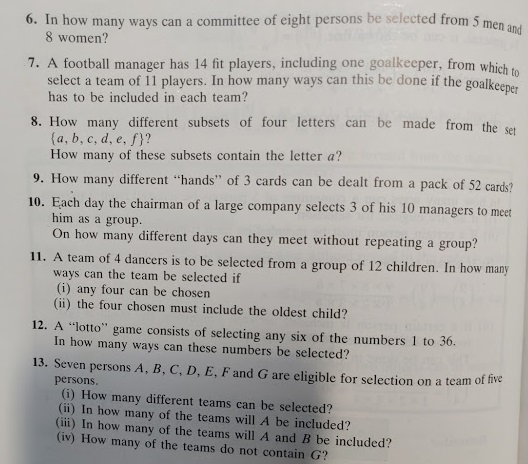 6. In how many ways can a committee of eight persons be selected from 5 men and
8 women?
7. A football manager has 14 fit players, including one goalkeeper, from which to
select a team of 11 players. In how many ways can this be done if the goalkeeper
has to be included in each team?
8. How many different subsets of four letters can be made from the set
{a, b, c, d, e, f}?
How many of these subsets contain the letter a?
9. How many different "hands" of 3 cards can be dealt from a pack of 52 cards?
10. Each day the chairman of a large company selects 3 of his 10 managers to meet
him as a group.
On how many different days can they meet without repeating a group?
11. A team of 4 dancers is to be selected from a group of 12 children. In how many
ways can the team be selected if
(i) any four can be chosen
(ii) the four chosen must include the oldest child?
12. A "lotto" game consists of selecting any six of the numbers 1 to 36.
In how many ways can these numbers be selected?
13. Seven persons A, B, C, D, E, F and G are eligible for selection on a team of five
persons.
(i) How many different teams can be selected?
(ii) In how many of the teams will A be included?
(iii) In how many of the teams will A and B be included?
(iv) How many of the teams do not contain G?